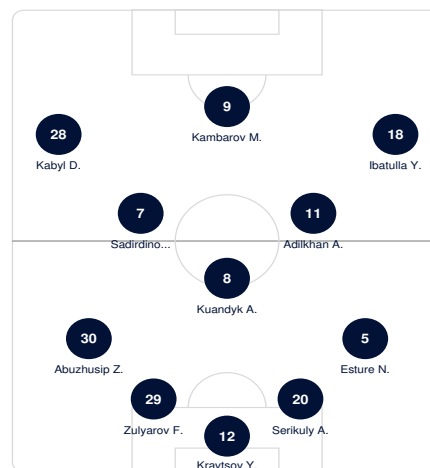 9
Kambarov M.
28
Kabyl D.
18
Ibatulla Y.
7
Sadirdino...
11
Adilkhan A.
8
Kuandyk A.
30
Abuzhusip Z.
5
Esture N.
29
Zulyarov F.
20
Serikuly A.
12
Kravtsov Y.